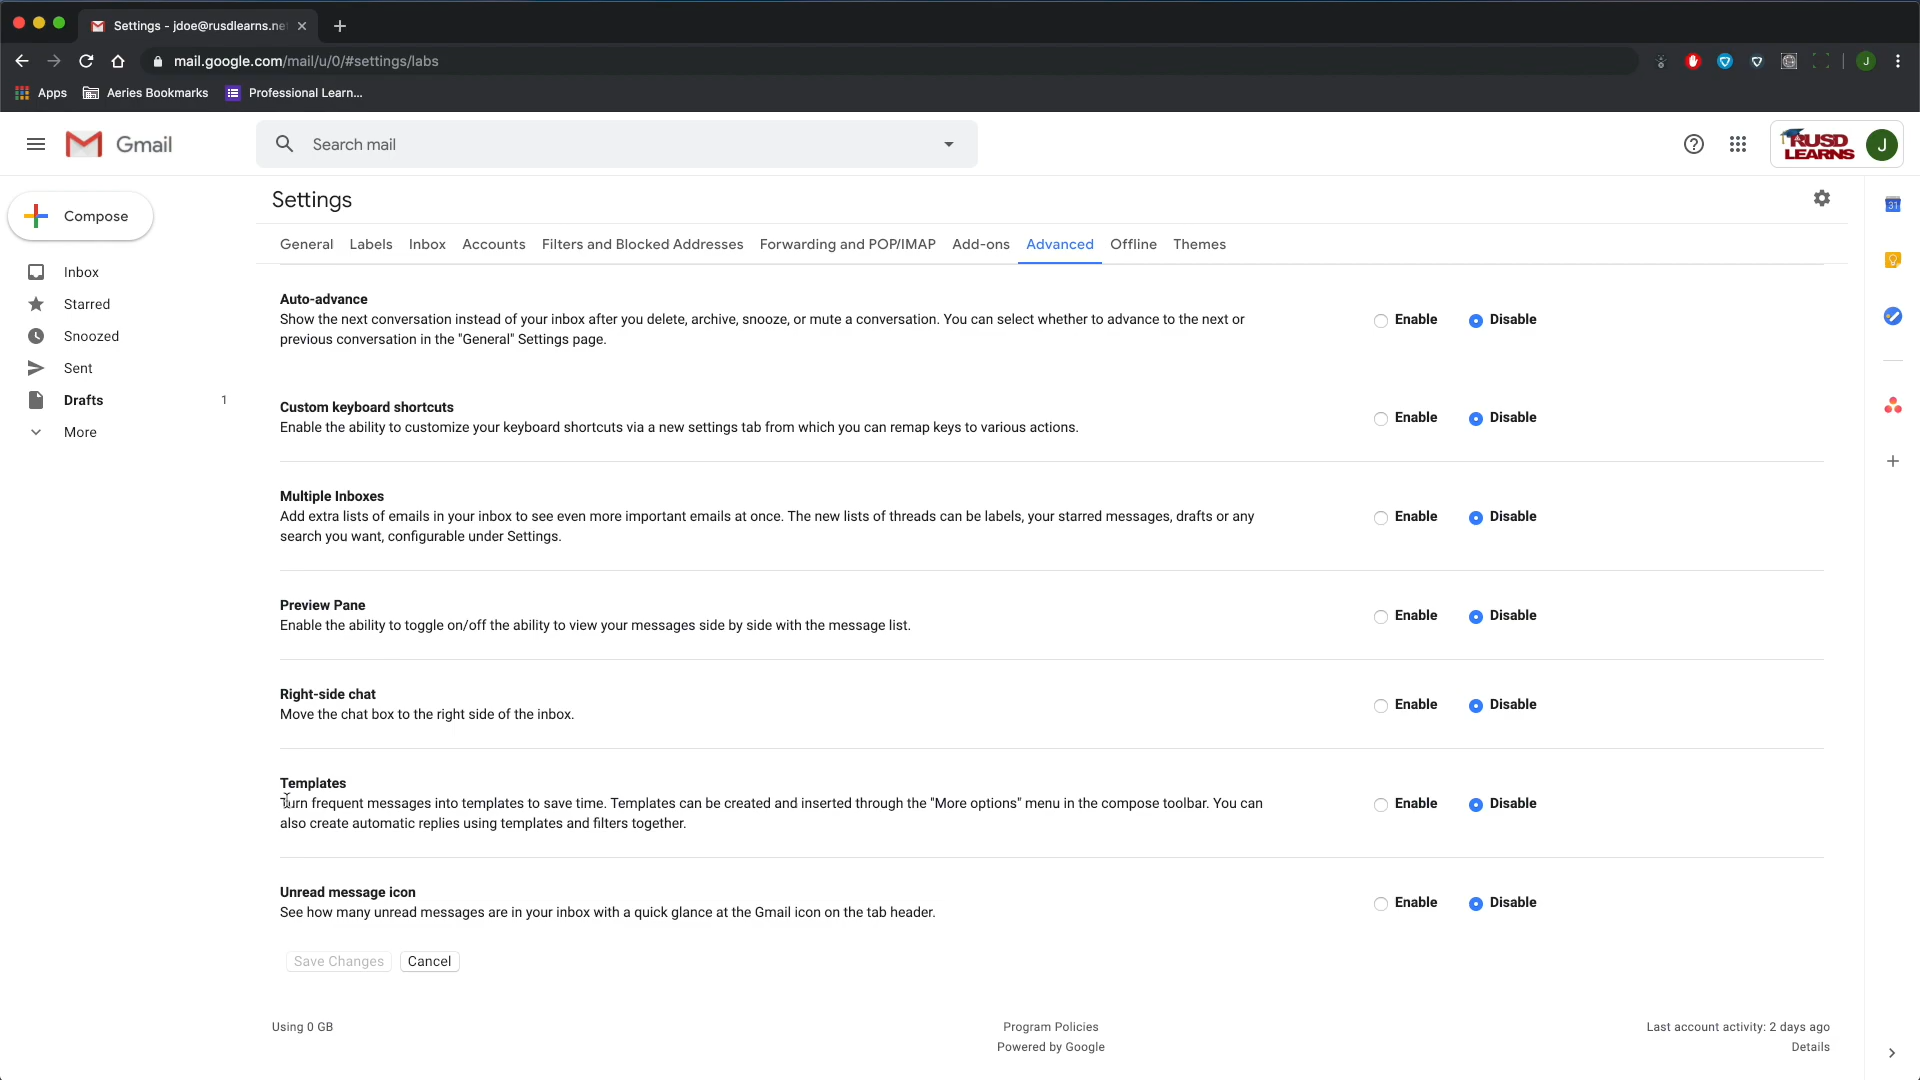 Settings - jdoe@rusdlearns.ne
mail.google.com/mail/u/0/#settings/labs
J
Apps
Aeries Bookmarks
Professional Learn...
Gmail
Search mail
RUSD
LEARNS
J
Compose
Settings
31
General Labels Inbox Accounts Filters and Blocked Addresses Forwarding and POP/IMAP Add-ons Advanced Offline Themes
Inbox
Starred
Snoozed
Sent
Drafts 1
More
Auto-advance
Show the next conversation instead of your inbox after you delete, archive, snooze, or mute a conversation. You can select whether to advance to the next or
previous conversation in the "General" Settings page.
Enable Disable
Custom keyboard shortcuts
Enable the ability to customize your keyboard shortcuts via a new settings tab from which you can remap keys to various actions.
Enable Disable
Multiple Inboxes
Add extra lists of emails in your inbox to see even more important emails at once. The new lists of threads can be labels, your starred messages, drafts or any
search you want, configurable under Settings.
Enable Disable
Preview Pane
Enable the ability to toggle on/off the ability to view your messages side by side with the message list.
Enable Disable
Right-side chat
Move the chat box to the right side of the inbox.
Enable Disable
Templates
Turn frequent messages into templates to save time. Templates can be created and inserted through the "More options" menu in the compose toolbar. You can
also create automatic replies using templates and filters together.
Enable Disable
Unread message icon
See how many unread messages are in your inbox with a quick glance at the Gmail icon on the tab header.
Enable Disable
Save Changes Cancel
Using 0 GB
Program Policies
Powered by Google
Last account activity: 2 days ago
Details